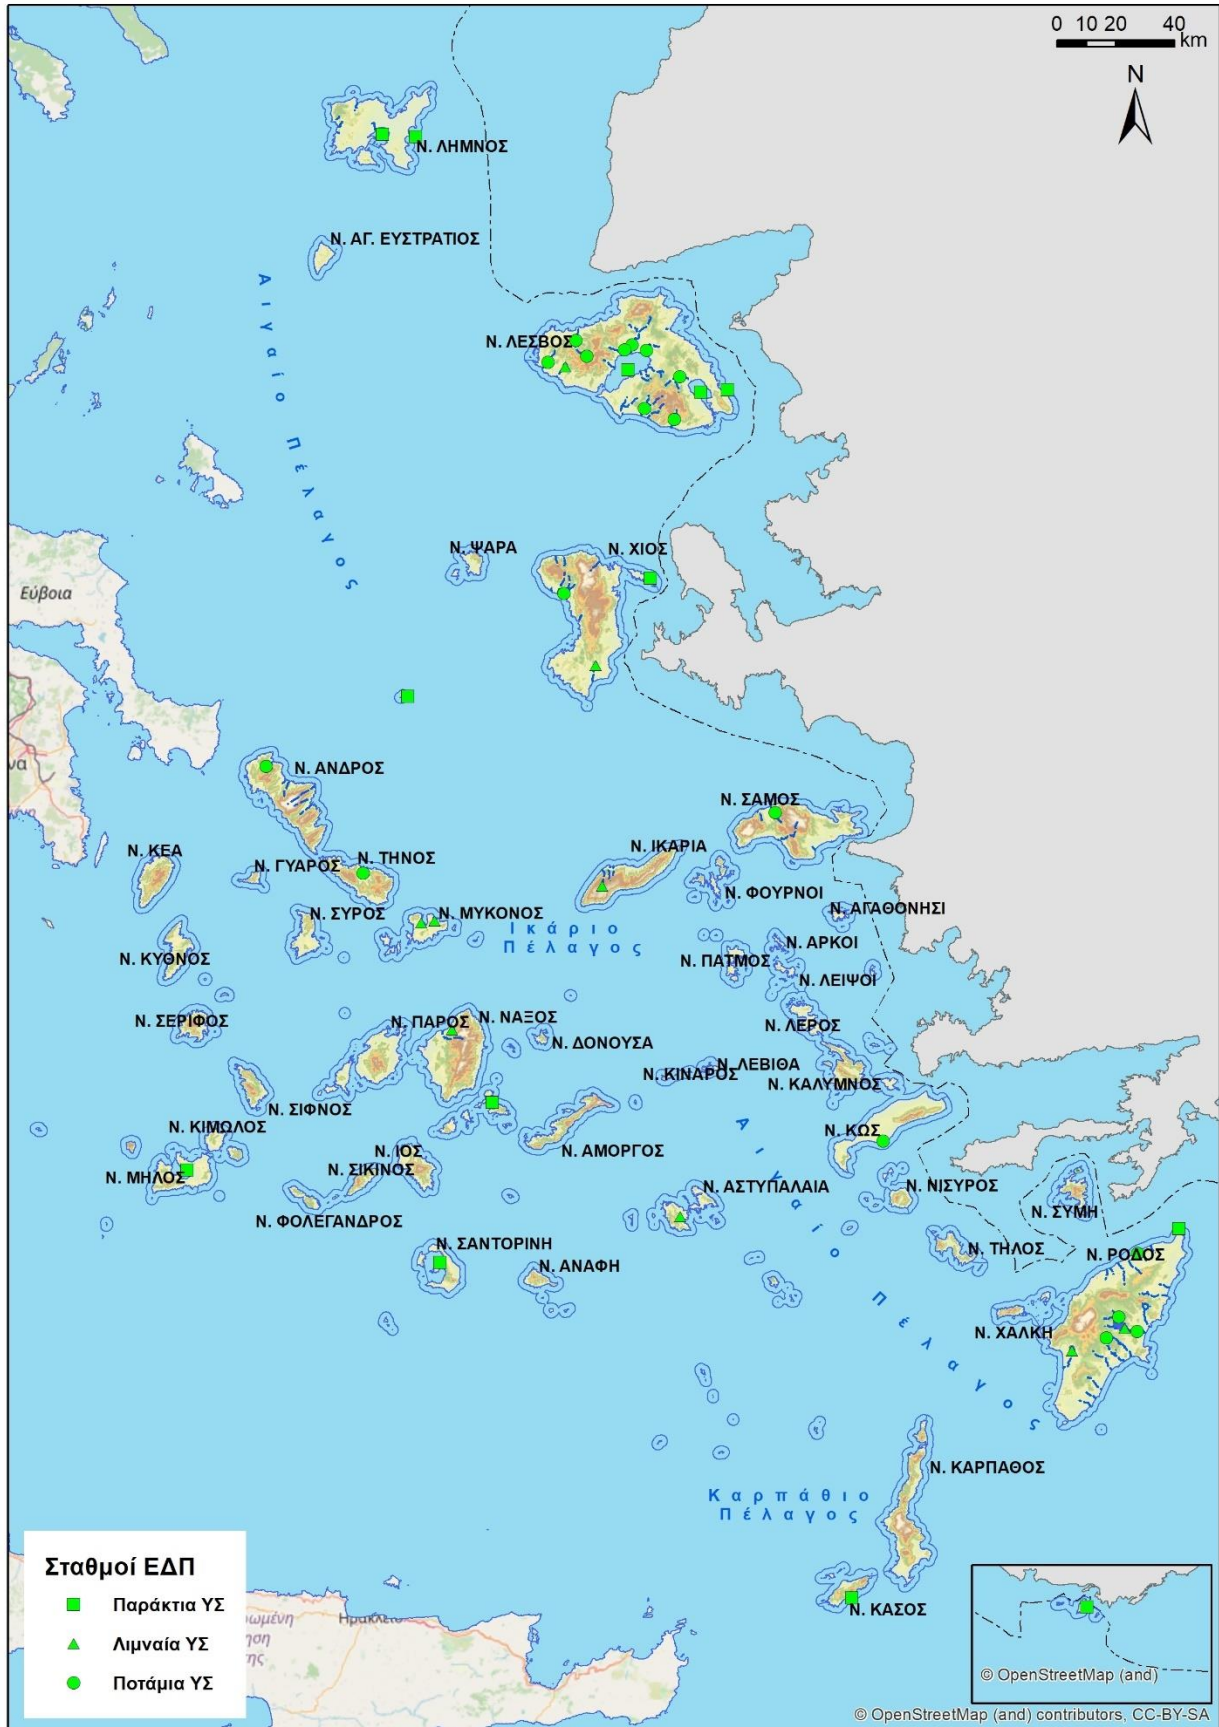 0 10 20 40
km
N
Ν. ΛΗΜΝΟΣ
Ν. ΑΓ. ΕΥΣΤΡΑΤΙΟΣ
Αιγαίο Πέλαγος
Ν. ΛΕΣΒΟΣ
Ν. ΨΑΡΑ
Ν. ΧΙΟΣ
Εύβοια
να
Ν. ΑΝΔΡΟΣ
Ν. ΣΑΜΟΣ
Ν. ΚΕΑ
Ν. ΓΥΑΡΟΣ
Ν. ΤΗΝΟΣ
Ν. ΙΚΑΡΙΑ
Ν. ΦΟΥΡΝΟΙ
Ν. ΣΥΡΟΣ
Ν. ΜΥΚΟΝΟΣ
Ν. ΑΓΑΘΟΝΗΣΙ
Ικάριο
Πέλαγος
Ν. ΑΡΚΟΙ
Ν. ΚΥΘΝΟΣ
Ν. ΠΑΤΜΟΣ
Ν. ΛΕΙΨΟΙ
Ν. ΣΕΡΙΦΟΣ
Ν. ΠΑΡΟΣ
Ν. ΝΑΞΟΣ
Ν. ΔΟΝΟΥΣΑ
Ν. ΛΕΡΟΣ
Ν. ΛΕΒΙΘΑ
Ν. ΚΙΝΑΡΟΣ
Ν. ΚΑΛΥΜΝΟΣ
Ν. ΣΙΦΝΟΣ
Ν. ΚΙΜΩΛΟΣ
Ν. ΚΩΣ
Ν. ΑΜΟΡΓΟΣ
Ν. ΙΟΣ
Ν. ΣΙΚΙΝΟΣ
Ν. ΜΗΛΟΣ
Ν. ΑΣΤΥΠΑΛΑΙΑ
Ν. ΝΙΣΥΡΟΣ
Ν. ΣΥΜΗ
Ν. ΦΟΛΕΓΑΝΔΡΟΣ
Αιγαίο Πέλαγος
Ν. ΣΑΝΤΟΡΙΝΗ
Ν. ΑΝΑΦΗ
Ν. ΤΗΛΟΣ
Ν. ΡΟΔΟΣ
Ν. ΧΑΛΚΗ
Ν. ΚΑΡΠΑΘΟΣ
Καρπάθιο
Πέλαγος
Ν. ΚΑΣΟΣ
Σταθμοί ΕΔΠ
Παράκτια ΥΣ
Λιμναία ΥΣ
Ποτάμια ΥΣ
© OpenStreetMap (and)
© OpenStreetMap (and) contributors, CC-BY-SA